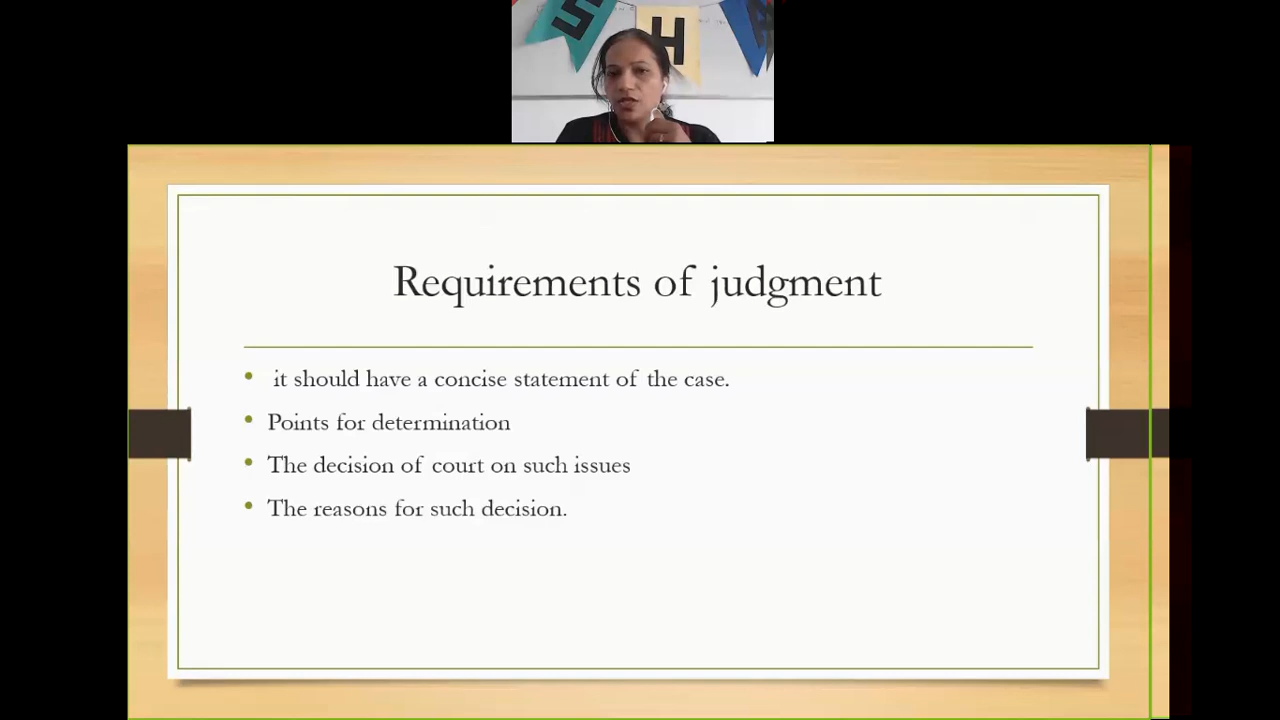 S H
Requirements of judgment
it should have a concise statement of the case.
Points for determination
The decision of court on such issues
The reasons for such decision.